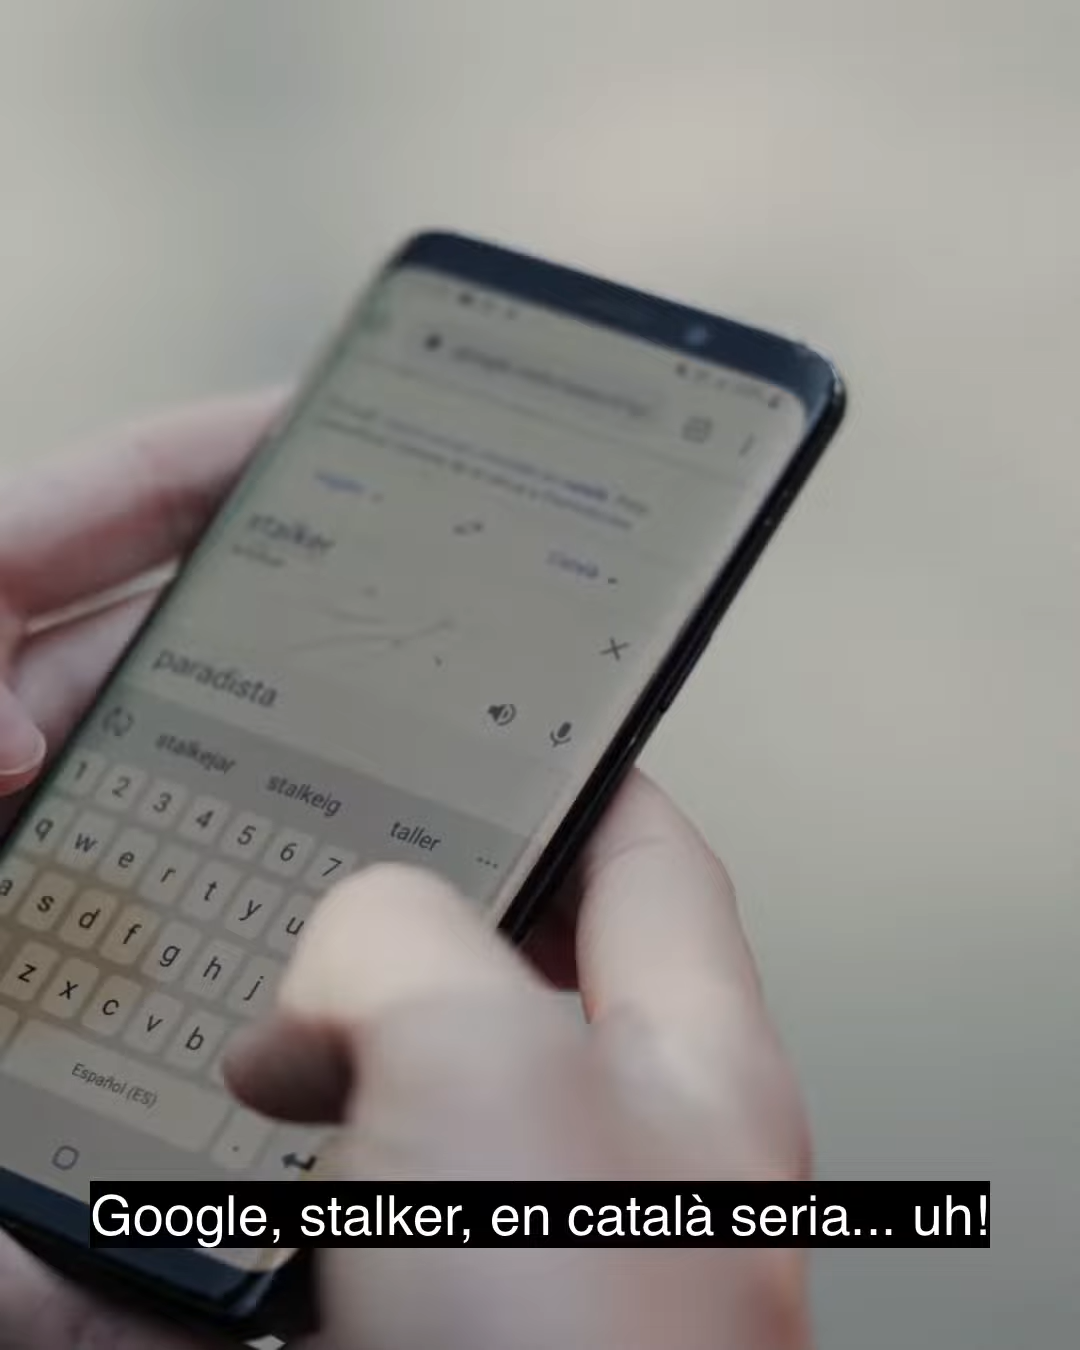 stalker
Català
paradista
stalkejar stalkeig taller ...
1 2 3 4 5 6 7
q w e r t y u
a s d f g h j
z x c v b
Español (ES)
.
Google, stalker, en català seria... uh!